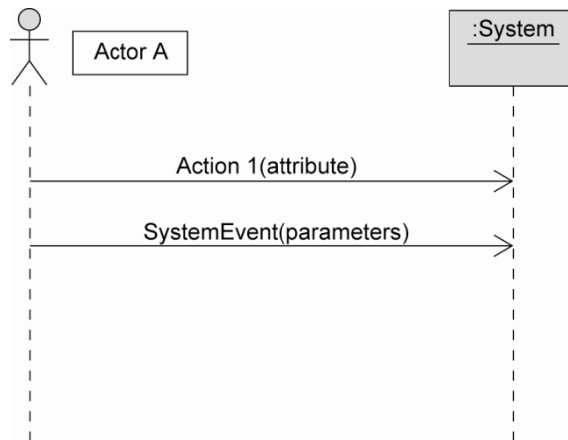 Actor A
:System
Action 1(attribute)
SystemEvent(parameters)